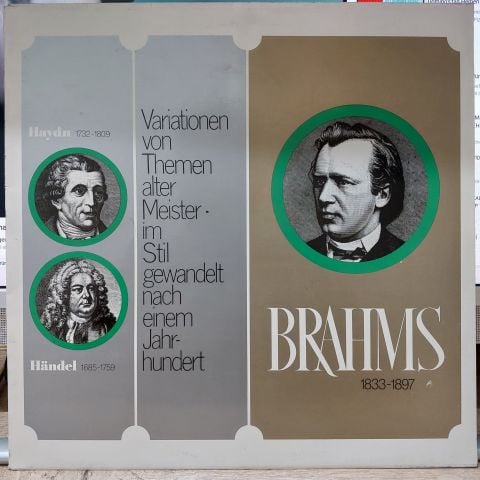 Haydn 1732-1809
Händel 1685-1759
Variationen
von
Themen
alter
Meister ·
im
Stil
gewandelt
nach
einem
Jahr-
hundert
BRAHMS
1833-1897